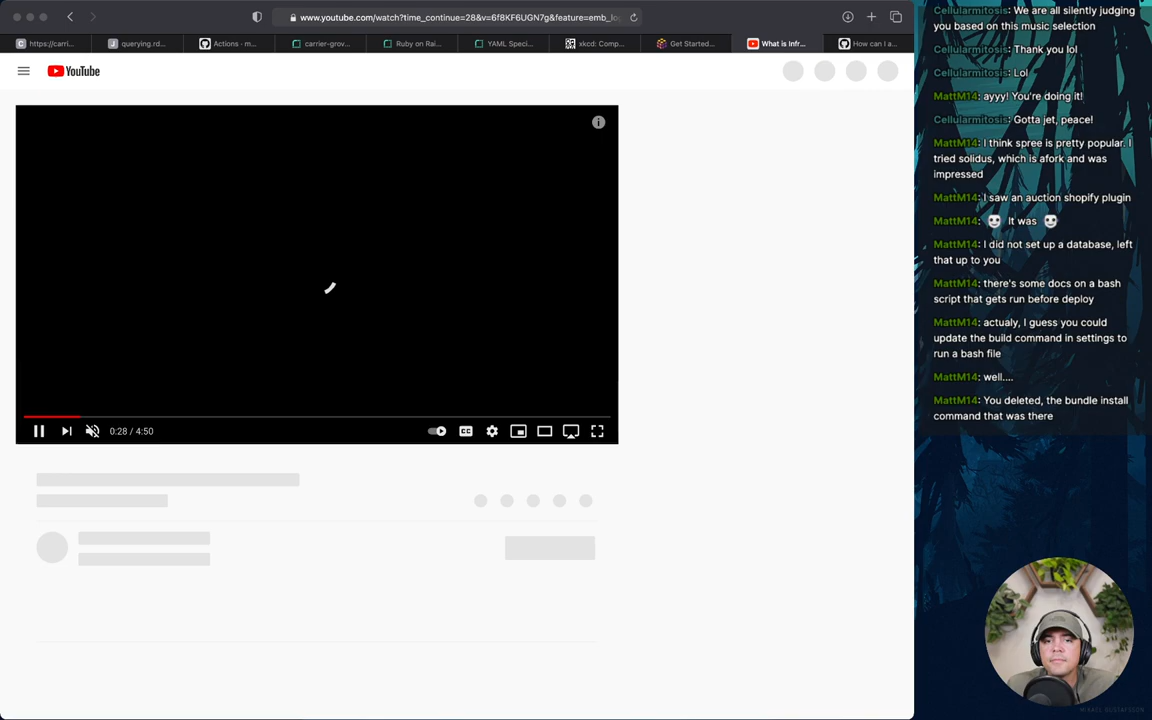 www.youtube.com/watch?time_continue=28&v=6f8KF6UGN7g&feature=emb_lo
https://carri...
querying.rd...
Actions - m...
carrier-grov...
Ruby on Rai...
YAML Speci...
xkcd: Comp...
Get Started...
What is Infr...
How can I a...
YouTube
0:28 / 4:50
CC
Cellularmitosis: We are all silently judging
you based on this music selection
Cellularmitosis: Thank you lol
Cellularmitosis: Lol
MattM14: ayyy! You're doing it!
Cellularmitosis: Gotta jet, peace!
MattM14: I think spree is pretty popular. I
tried solidus, which is afork and was
impressed
MattM14: I saw an auction shopify plugin
MattM14: It was
MattM14: I did not set up a database, left
that up to you
MattM14: there's some docs on a bash
script that gets run before deploy
MattM14: actualy, I guess you could
update the build command in settings to
run a bash file
MattM14: well....
MattM14: You deleted, the bundle install
command that was there
MIKAEL GUSTAFSSON